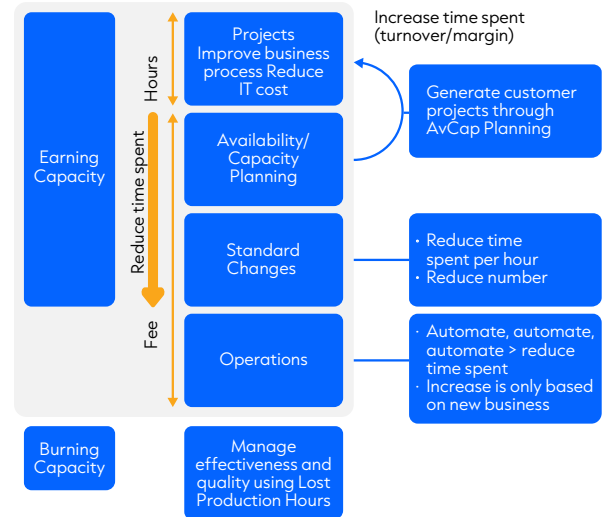 Increase time spent
(turnover/margin)
Hours
Projects
Improve business
process Reduce
IT cost
Generate customer
projects through
AvCap Planning
Earning
Capacity
Reduce time spent
Availability/
Capacity
Planning
Standard
Changes
· Reduce time
spent per hour
· Reduce number
Fee
Operations
· Automate, automate,
automate > reduce
time spent
· Increase is only based
on new business
Burning
Capacity
Manage
effectiveness and
quality using Lost
Production Hours